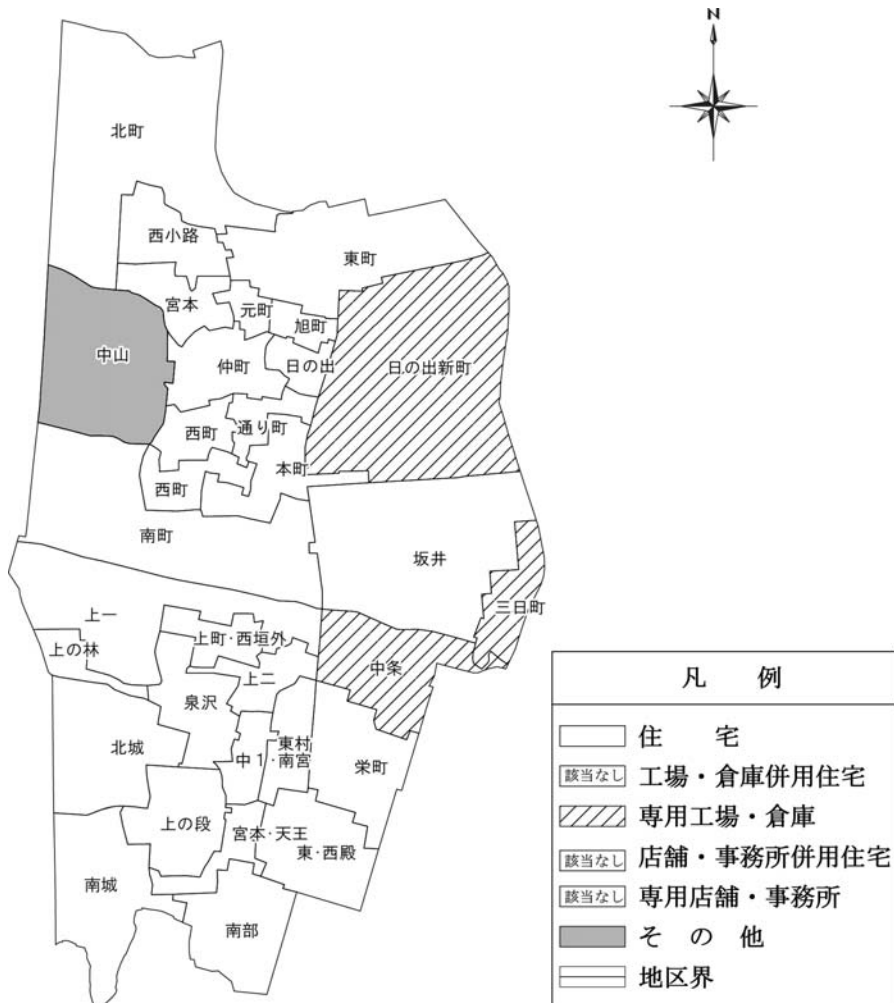 N
北町
西小路
東町
宮本
元町
旭町
中山
仲町
日の出
日の出新町
西町
通り町
本町
西町
南町
坂井
上一
三日町
上町・西垣外
上の林
上二
中条
泉沢
北城
中1
東村・南宮
栄町
上の段
宮本・天王
東・西殿
南城
南部
凡 例
住 宅
該当なし 工場・倉庫併用住宅
専用工場・倉庫
該当なし 店舗・事務所併用住宅
該当なし 専用店舗・事務所
そ の 他
地区界